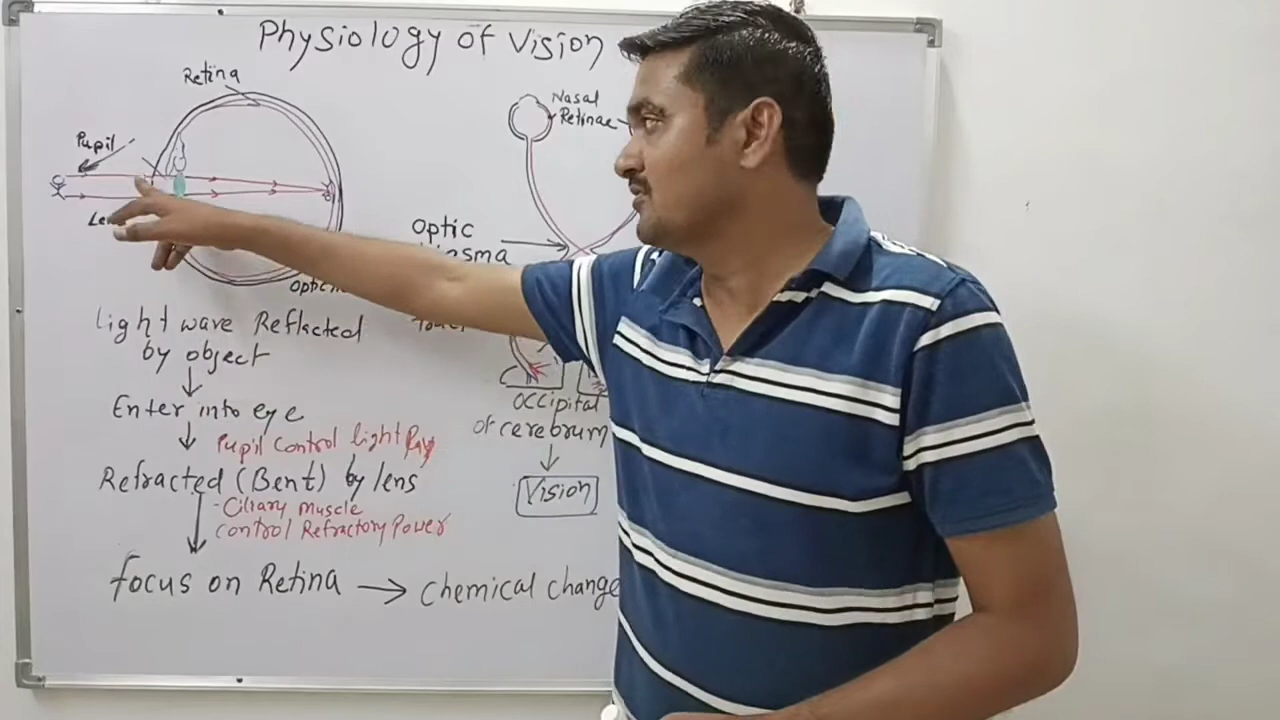 Physiology of Vision
Retina
Pupil
Nasal
Retinae
Optic
light wave Reflacted
by object
Enter into eye
Pupil Control light Ray
Refracted (Bent) by lens
- Ciliary Muscle
Control Refractory Power
focus on Retina → Chemical change
Occipital
of cerebrum
Vision